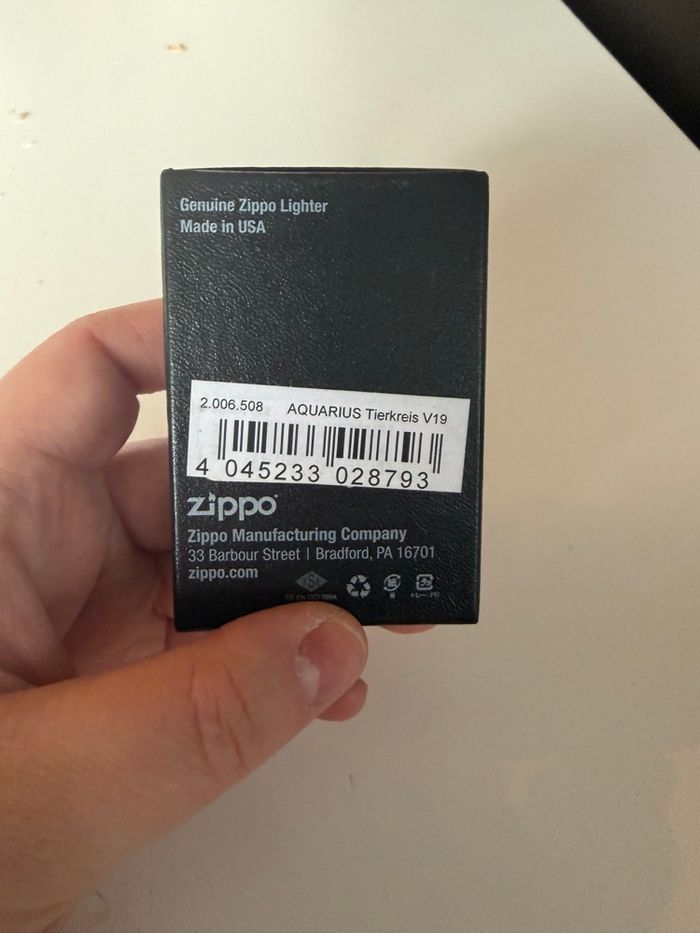 Genuine Zippo Lighter
Made in USA
2.006.508 AQUARIUS Tierkreis V19
4 045233 028793
zippo
Zippo Manufacturing Company
33 Barbour Street | Bradford, PA 16701
zippo.com